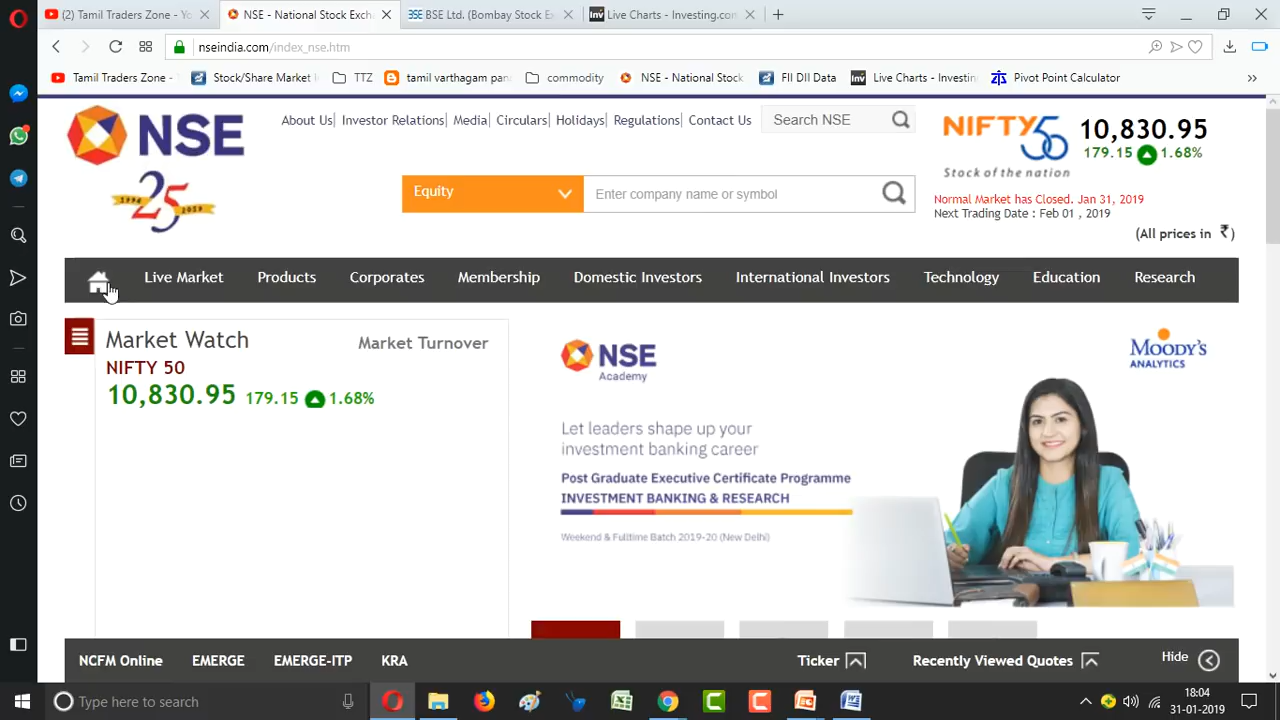 (2) Tamil Traders Zone - Yo
NSE - National Stock Exch
BSE Ltd. (Bombay Stock E
Inv Live Charts - Investing.com
nseindia.com/index_nse.htm
Tamil Traders Zone -
Stock/Share Market
TTZ
tamil varthagam pan
commodity
NSE - National Stock
FII DII Data
Inv Live Charts - Investin
Pivot Point Calculator
NSE
1994 25 2019
About Us| Investor Relations| Media| Circulars| Holidays| Regulations| Contact Us
Search NSE
NIFTY50
Stock of the nation
10,830.95
179.15 1.68%
Equity
Enter company name or symbol
Normal Market has Closed. Jan 31, 2019
Next Trading Date : Feb 01 , 2019
(All prices in ₹)
Live Market Products Corporates Membership Domestic Investors International Investors Technology Education Research
Market Watch
Market Turnover
NIFTY 50
10,830.95 179.15 1.68%
NSE
Academy
MOODY'S
ANALYTICS
Let leaders shape up your
investment banking career
Post Graduate Executive Certificate Programme
INVESTMENT BANKING & RESEARCH
Weekend & Fulltime Batch 2019-20 (New Delhi)
NCFM Online EMERGE EMERGE-ITP KRA
Ticker Recently Viewed Quotes Hide
Type here to search
18:04
31-01-2019